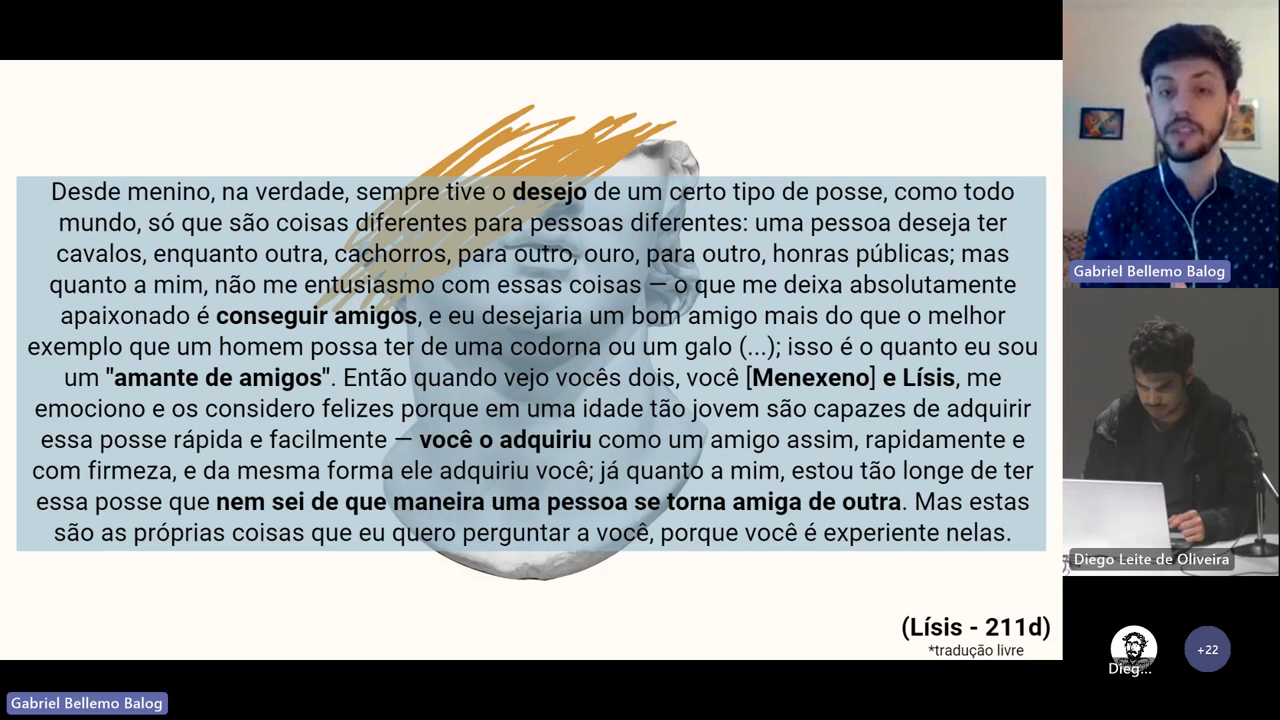 Desde menino, na verdade, sempre tive o desejo de um certo tipo de posse, como todo
mundo, só que são coisas diferentes para pessoas diferentes: uma pessoa deseja ter
cavalos, enquanto outra, cachorros, para outro, ouro, para outro, honras públicas; mas
quanto a mim, não me entusiasmo com essas coisas — o que me deixa absolutamente
apaixonado é conseguir amigos, e eu desejaria um bom amigo mais do que o melhor
exemplo que um homem possa ter de uma codorna ou um galo (...); isso é o quanto eu sou
um "amante de amigos". Então quando vejo vocês dois, você [Menexeno] e Lísis, me
emociono e os considero felizes porque em uma idade tão jovem são capazes de adquirir
essa posse rápida e facilmente — você o adquiriu como um amigo assim, rapidamente e
com firmeza, e da mesma forma ele adquiriu você; já quanto a mim, estou tão longe de ter
essa posse que nem sei de que maneira uma pessoa se torna amiga de outra. Mas estas
são as próprias coisas que eu quero perguntar a você, porque você é experiente nelas.
(Lísis - 211d)
*tradução livre
Gabriel Bellemo Balog
Diego Leite de Oliveira
Dieg...
+22
Gabriel Bellemo Balog